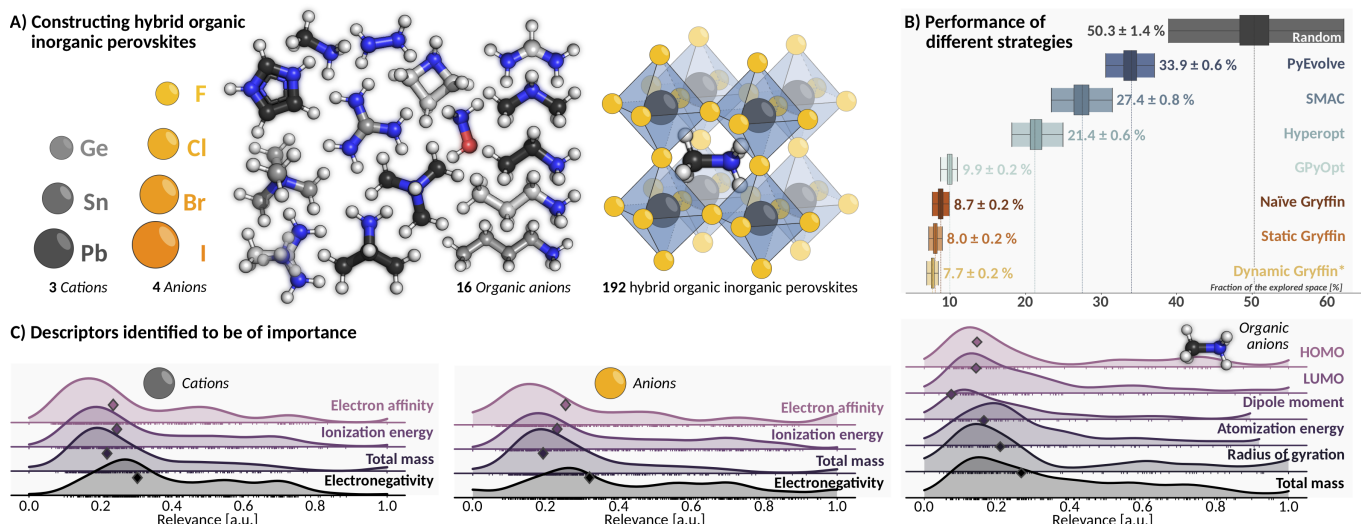 A) Constructing hybrid organic
inorganic perovskites
F
Ge
Cl
Sn
Br
Pb
I
3 Cations
4 Anions
16 Organic anions
192 hybrid organic inorganic perovskites
B) Performance of
different strategies
50.3 ± 1.4 %
Random
33.9 ± 0.6 %
PyEvolve
27.4 ± 0.8 %
SMAC
21.4 ± 0.6 %
Hyperopt
9.9 ± 0.2 %
GPyOpt
8.7 ± 0.2 %
Naïve Gryffin
8.0 ± 0.2 %
Static Gryffin
7.7 ± 0.2 %
Dynamic Gryffin*
Fraction of the explored space [%]
10 20 30 40 50 60
C) Descriptors identified to be of importance
Cations
Electron affinity
Ionization energy
Total mass
Electronegativity
0.0 0.2 0.4 0.6 0.8 1.0
Relevance [a.u.]
Anions
Electron affinity
Ionization energy
Total mass
Electronegativity
0.0 0.2 0.4 0.6 0.8 1.0
Relevance [a.u.]
Organic
anions
HOMO
LUMO
Dipole moment
Atomization energy
Radius of gyration
Total mass
0.0 0.2 0.4 0.6 0.8 1.0
Relevance [a.u.]